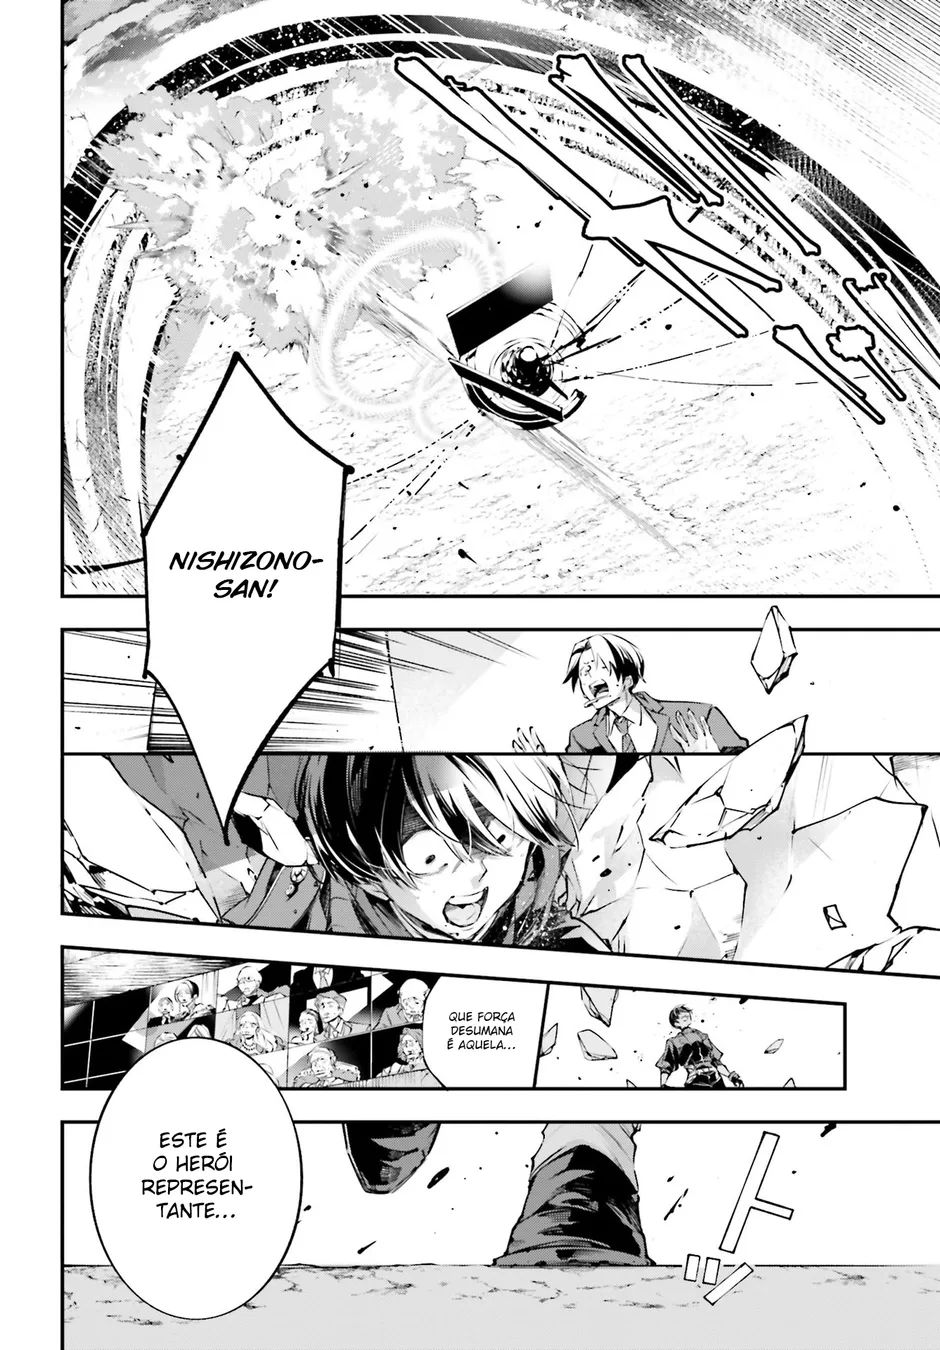 NISHIZONO-
SAN!
QUE FORÇA
DESUMANA
É AQUELA...
ESTE É
O HERÓI
REPRESEN-
TANTE...
ドッ